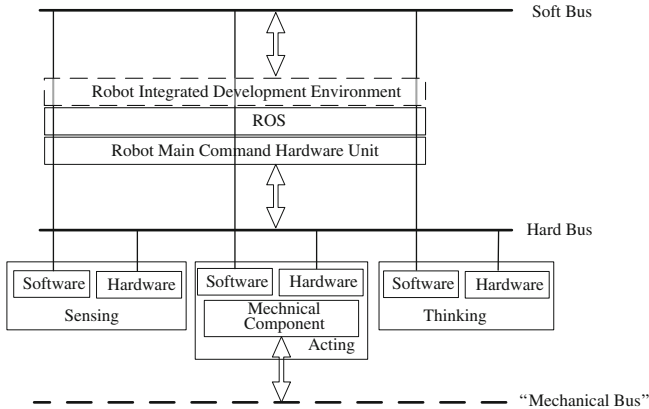 Soft Bus
Robot Integrated Development Environment
ROS
Robot Main Command Hardware Unit
Hard Bus
Software Hardware
Sensing
Software Hardware
Mechnical
Component
Acting
Software Hardware
Thinking
“Mechanical Bus”